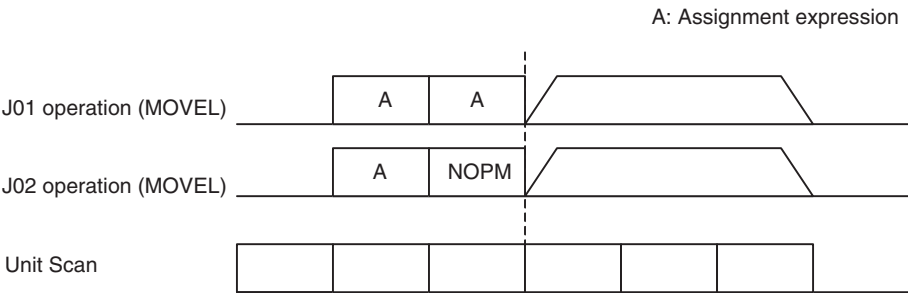 A: Assignment expression
J01 operation (MOVEL) A A
J02 operation (MOVEL) A NOPM
Unit Scan